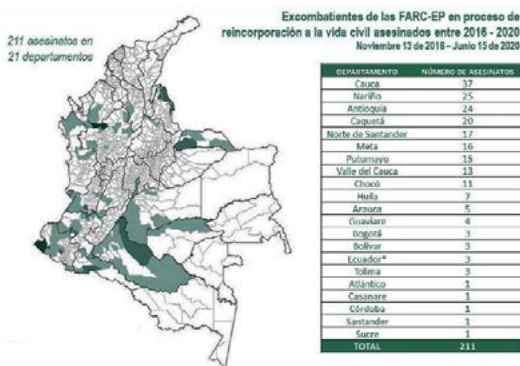 Excombatientes de las FARC-EP en proceso de
reincorporación a la vida civil asesinados entre 2016 - 2020
Noviembre 13 de 2016 – Junio 15 de 2020
211 asesinatos en
21 departamentos
DEPARTAMENTO NÚMERO DE ASESINATOS
Cauca 37
Nariño 25
Antioquia 24
Caquetá 20
Norte de Santander 17
Meta 16
Putumayo 15
Valle del Cauca 13
Chocó 11
Huila 7
Arauca 5
Guaviare 4
Bogotá 3
Bolívar 3
Ecuador* 3
Tolima 3
Atlántico 1
Casanare 1
Córdoba 1
Santander 1
Sucre 1
TOTAL 211